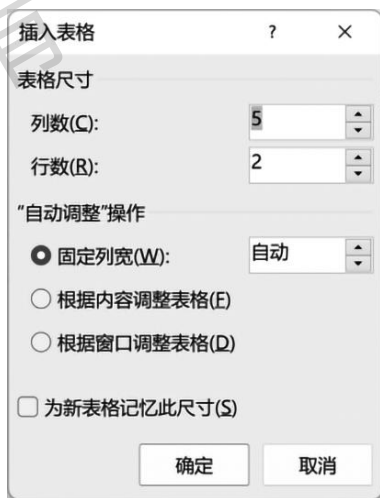 插入表格 ? ×
表格尺寸
列数(C): 5
行数(R): 2
“自动调整”操作
固定列宽(W): 自动
根据内容调整表格(F)
根据窗口调整表格(D)
为新表格记忆此尺寸(S)
确定 取消